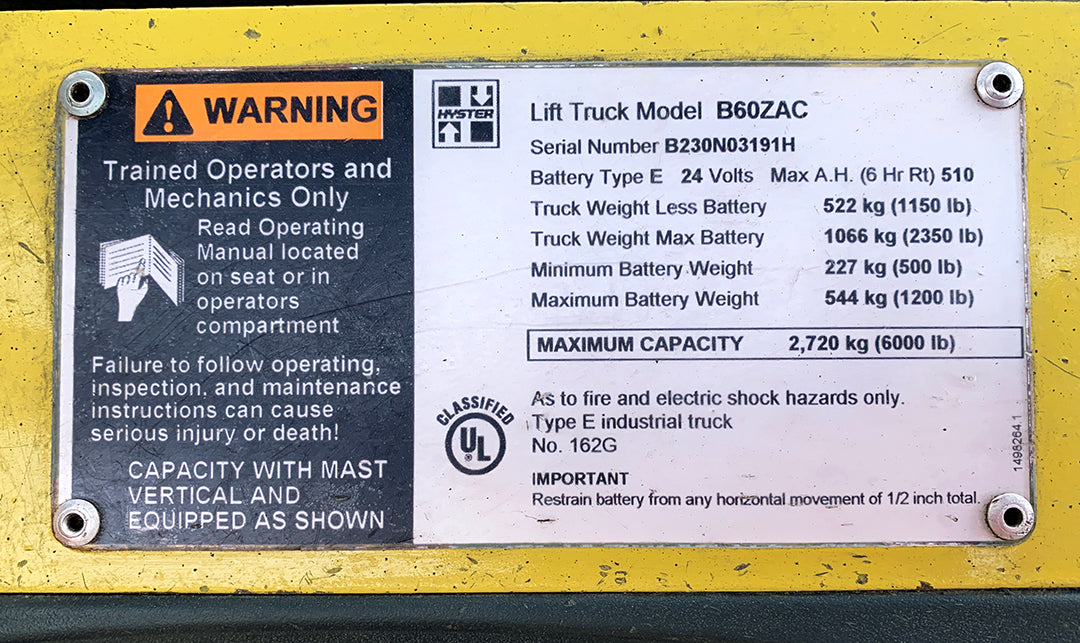 WARNING
Trained Operators and
Mechanics Only
Read Operating
Manual located
on seat or in
operators
compartment
Failure to follow operating,
inspection, and maintenance
instructions can cause
serious injury or death!
CAPACITY WITH MAST
VERTICAL AND
EQUIPPED AS SHOWN
HYSTER
Lift Truck Model B60ZAC
Serial Number B230N03191H
Battery Type E 24 Volts Max A.H. (6 Hr Rt) 510
Truck Weight Less Battery 522 kg (1150 lb)
Truck Weight Max Battery 1066 kg (2350 lb)
Minimum Battery Weight 227 kg (500 lb)
Maximum Battery Weight 544 kg (1200 lb)
MAXIMUM CAPACITY 2,720 kg (6000 lb)
CLASSIFIED
UL
®
As to fire and electric shock hazards only.
Type E industrial truck
No. 162G
IMPORTANT
Restrain battery from any horizontal movement of 1/2 inch total.
1498264.1